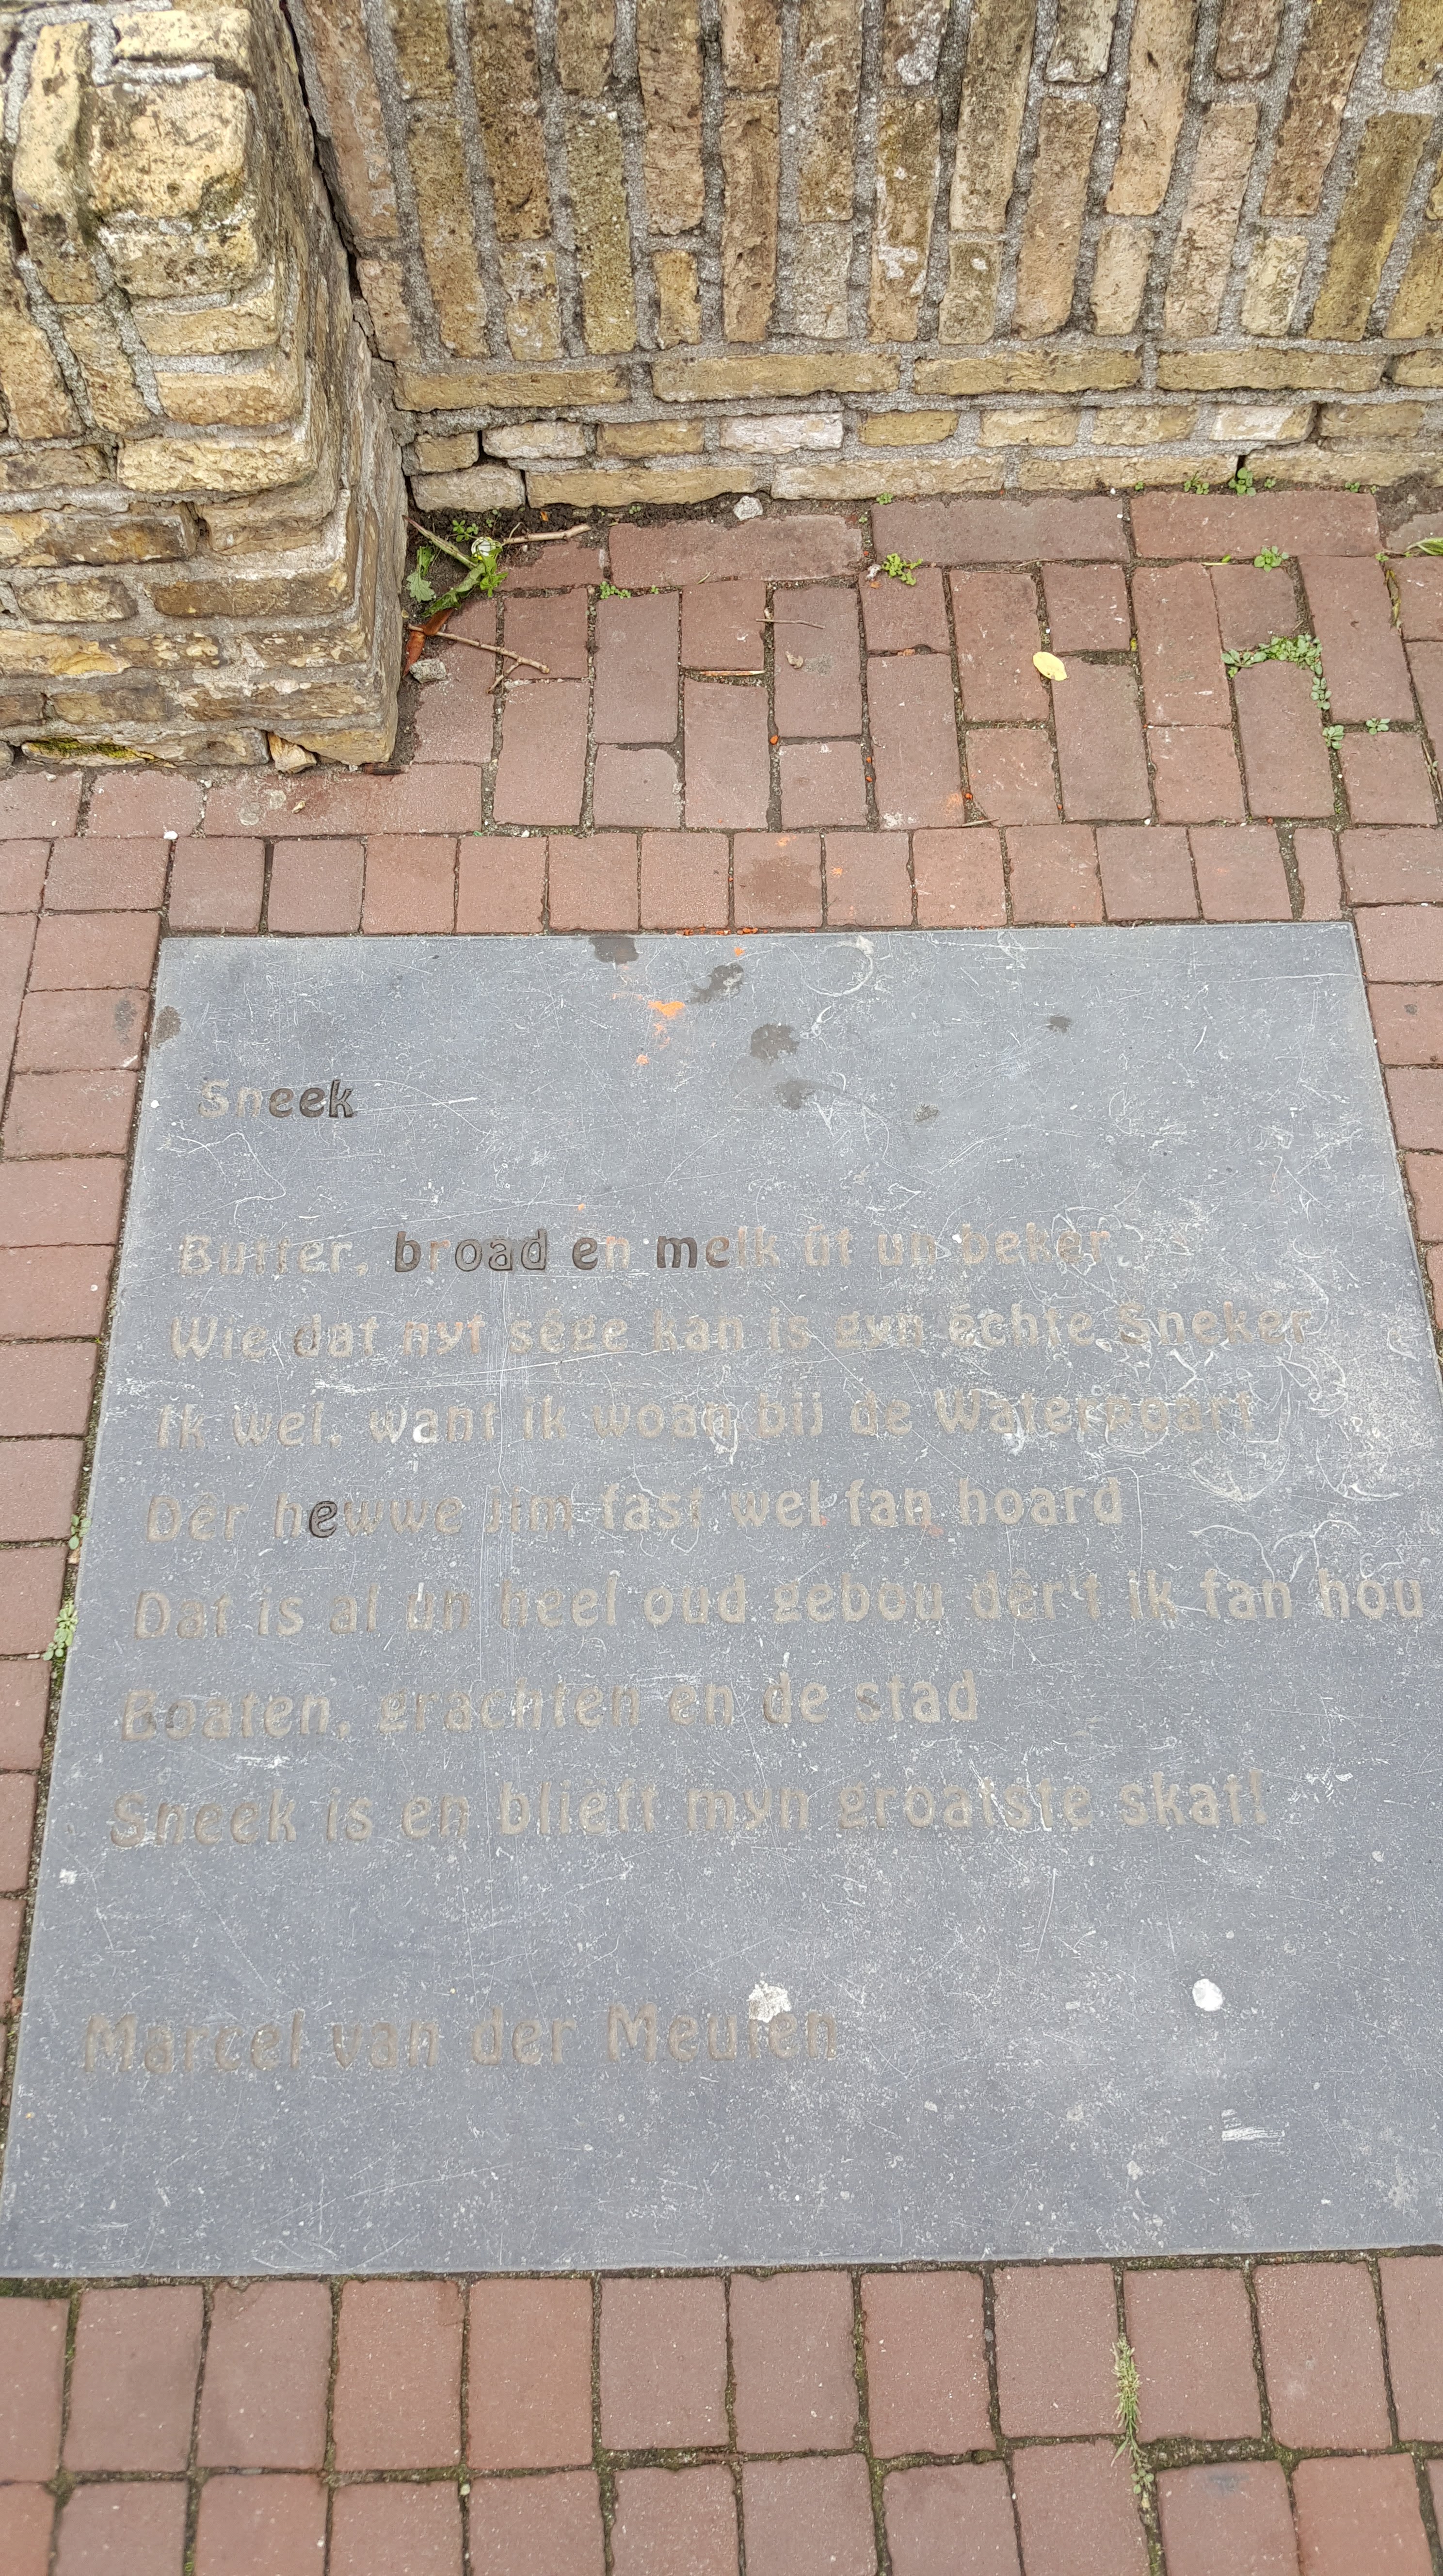 Sneek
Butter, broad en melk út un beker
Wie dat nyt sêge kan is gyn échte Sneker
Ik wel, want ik woan bij de Waterpoart
Dêr hewwe jim fast wel fan hoard
Dat is al un heel oud gebou dêr't ik fan hou
Boaten, grachten en de stad
Sneek is en blieft myn groatste skat!
Marcel van der Meulen